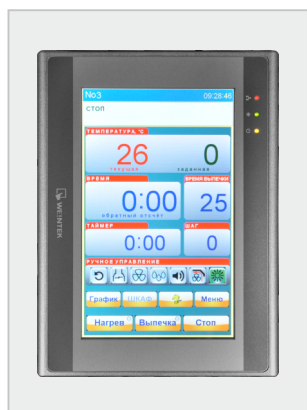 No3 09:28:46
стоп
ТЕМПЕРАТУРА, °C
26 0
текущая заданная
ВРЕМЯ ВРЕМЯ ВЫПЕЧКИ
0:00 25
обратный отсчёт
ТАЙМЕР ШАГ
0:00 0
РУЧНОЕ УПРАВЛЕНИЕ
График ШКАФ Меню
Нагрев Выпечка Стоп
WEINTEK